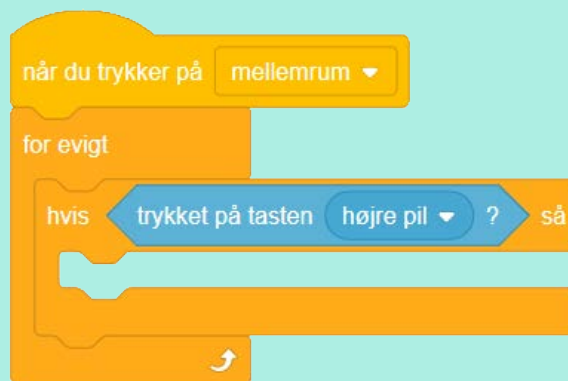 når du trykker på mellemrum
for evigt
hvis trykket på tasten højre pil ? så